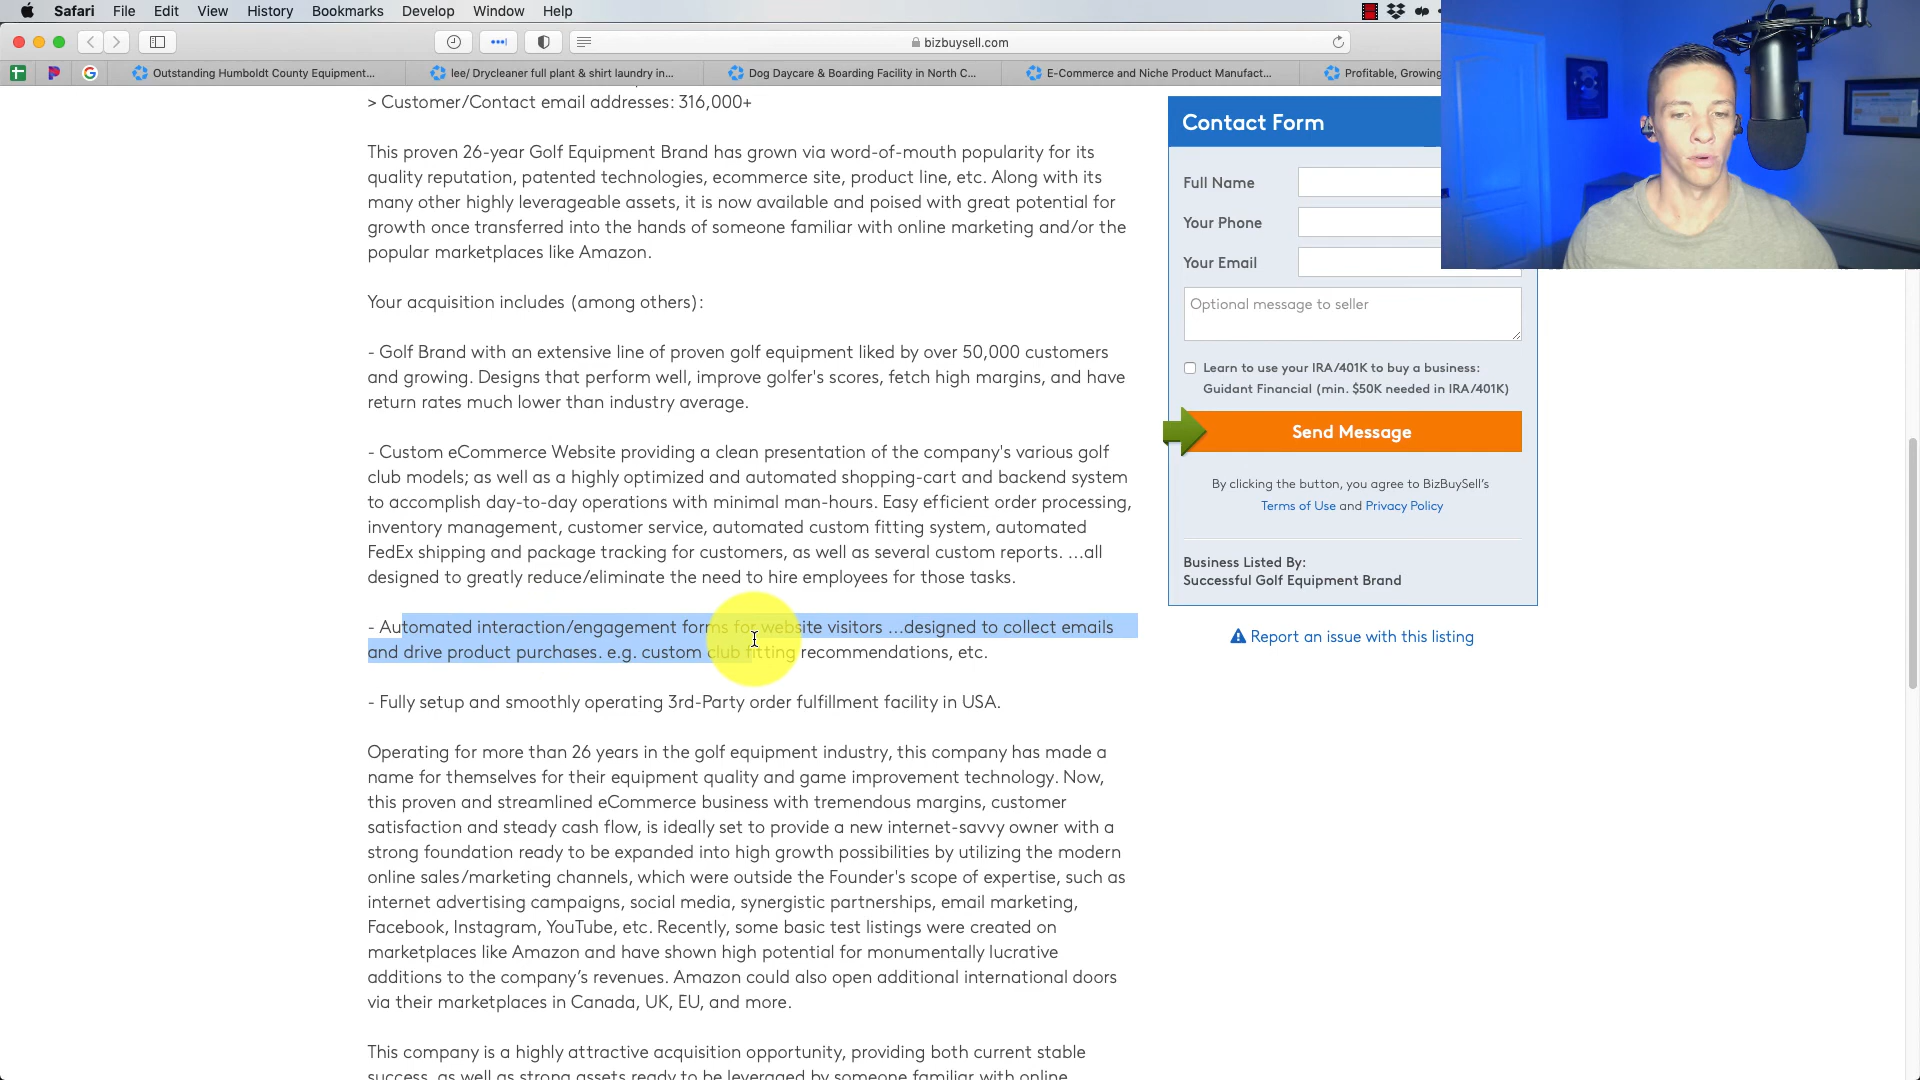 Safari File Edit View History Bookmarks Develop Window Help
bizbuysell.com
Outstanding Humboldt County Equipment...
lee/ Drycleaner full plant & shirt laundry in...
Dog Daycare & Boarding Facility in North C...
E-Commerce and Niche Product Manufact...
Profitable, Growing
> Customer/Contact email addresses: 316,000+
This proven 26-year Golf Equipment Brand has grown via word-of-mouth popularity for its
quality reputation, patented technologies, ecommerce site, product line, etc. Along with its
many other highly leverageable assets, it is now available and poised with great potential for
growth once transferred into the hands of someone familiar with online marketing and/or the
popular marketplaces like Amazon.
Your acquisition includes (among others):
- Golf Brand with an extensive line of proven golf equipment liked by over 50,000 customers
and growing. Designs that perform well, improve golfer's scores, fetch high margins, and have
return rates much lower than industry average.
- Custom eCommerce Website providing a clean presentation of the company's various golf
club models; as well as a highly optimized and automated shopping-cart and backend system
to accomplish day-to-day operations with minimal man-hours. Easy efficient order processing,
inventory management, customer service, automated custom fitting system, automated
FedEx shipping and package tracking for customers, as well as several custom reports. ...all
designed to greatly reduce/eliminate the need to hire employees for those tasks.
- Automated interaction/engagement forms for website visitors ...designed to collect emails
and drive product purchases. e.g. custom club fitting recommendations, etc.
- Fully setup and smoothly operating 3rd-Party order fulfillment facility in USA.
Operating for more than 26 years in the golf equipment industry, this company has made a
name for themselves for their equipment quality and game improvement technology. Now,
this proven and streamlined eCommerce business with tremendous margins, customer
satisfaction and steady cash flow, is ideally set to provide a new internet-savvy owner with a
strong foundation ready to be expanded into high growth possibilities by utilizing the modern
online sales/marketing channels, which were outside the Founder's scope of expertise, such as
internet advertising campaigns, social media, synergistic partnerships, email marketing,
Facebook, Instagram, YouTube, etc. Recently, some basic test listings were created on
marketplaces like Amazon and have shown high potential for monumentally lucrative
additions to the company's revenues. Amazon could also open additional international doors
via their marketplaces in Canada, UK, EU, and more.
This company is a highly attractive acquisition opportunity, providing both current stable
success, as well as strong assets ready to be leveraged by someone familiar with online
Contact Form
Full Name
Your Phone
Your Email
Optional message to seller
Learn to use your IRA/401K to buy a business:
Guidant Financial (min. $50K needed in IRA/401K)
Send Message
By clicking the button, you agree to BizBuySell's
Terms of Use and Privacy Policy
Business Listed By:
Successful Golf Equipment Brand
Report an issue with this listing